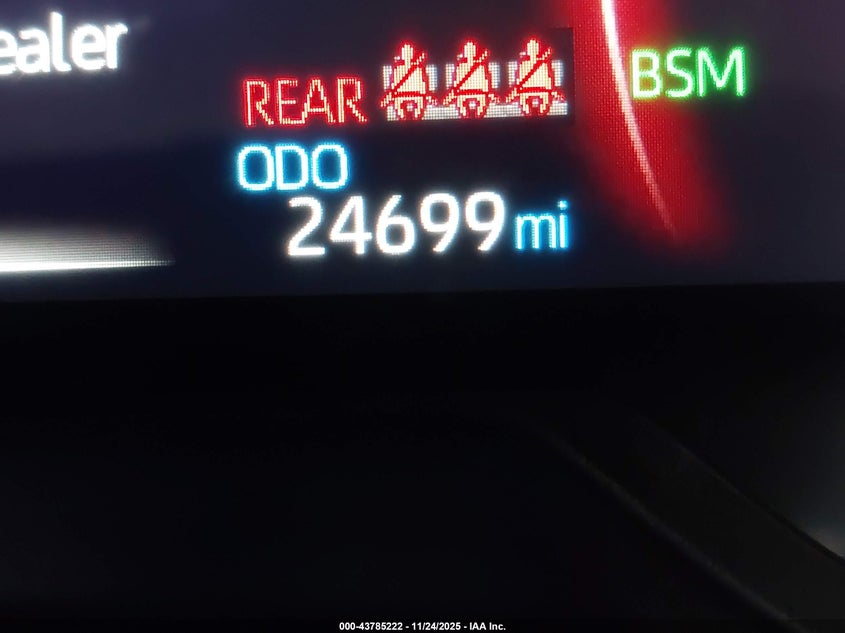 ealer
REAR
BSM
ODO
24699 mi
000-43785222 - 11/24/2025 - IAA Inc.